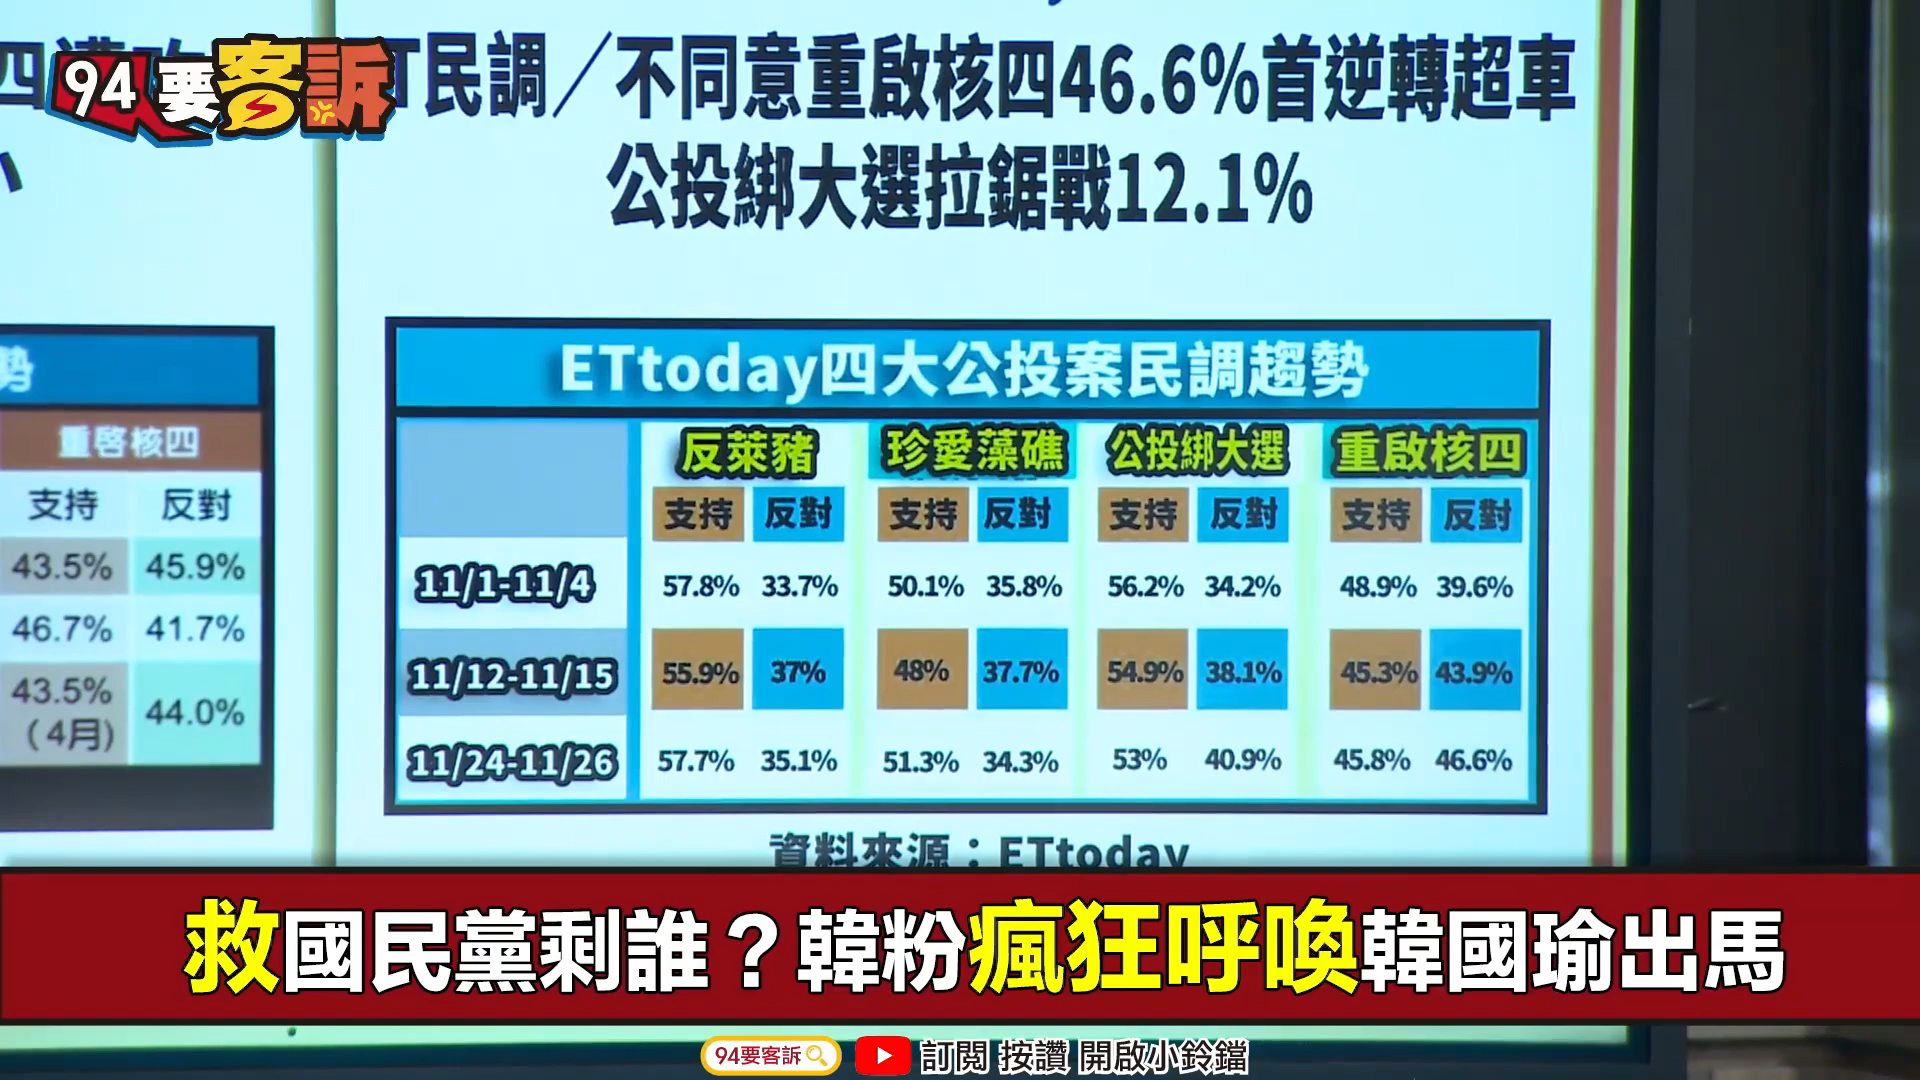 94要客訴
民調／不同意重啟核四46.6%首逆轉超車
公投綁大選拉鋸戰12.1%
勢
重啓核四
支持 反對
43.5% 45.9%
46.7% 41.7%
43.5%
(4月) 44.0%
ETtoday四大公投案民調趨勢
反萊豬 珍愛藻礁 公投綁大選 重啟核四
支持 反對 支持 反對 支持 反對 支持 反對
11/1-11/4 57.8% 33.7% 50.1% 35.8% 56.2% 34.2% 48.9% 39.6%
11/12-11/15 55.9% 37% 48% 37.7% 54.9% 38.1% 45.3% 43.9%
11/24-11/26 57.7% 35.1% 51.3% 34.3% 53% 40.9% 45.8% 46.6%
資料來源：ETtoday
救國民黨剩誰？韓粉瘋狂呼喚韓國瑜出馬
94要客訴 訂閱 按讚 開啟小鈴鐺